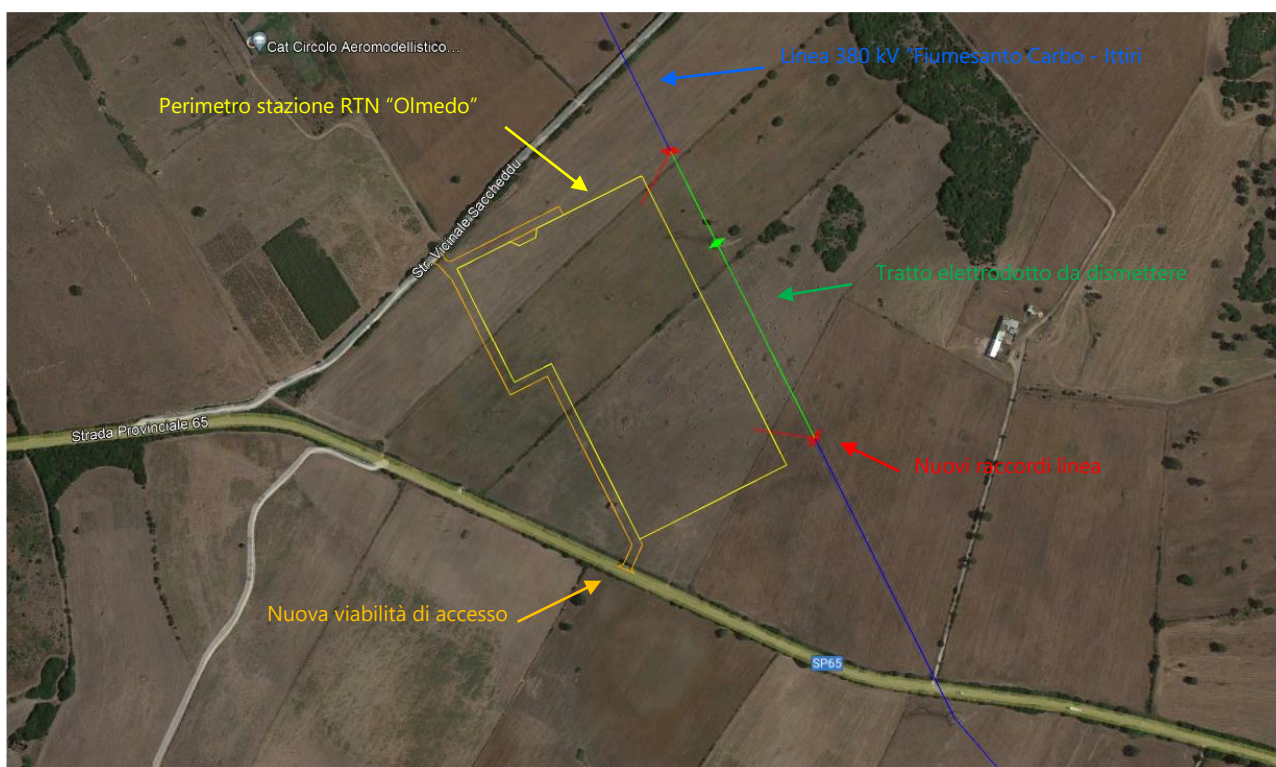 Cat Circolo Aeromodellistico...
Linea 380 kV "Fiumesanto Carbo - Ittiri
Perimetro stazione RTN "Olmedo"
Str. Vicinale Saccheddu
Tratto elettrodotto da dismettere
Strada Provinciale 65
Nuovi raccordi linea
Nuova viabilità di accesso
SP65